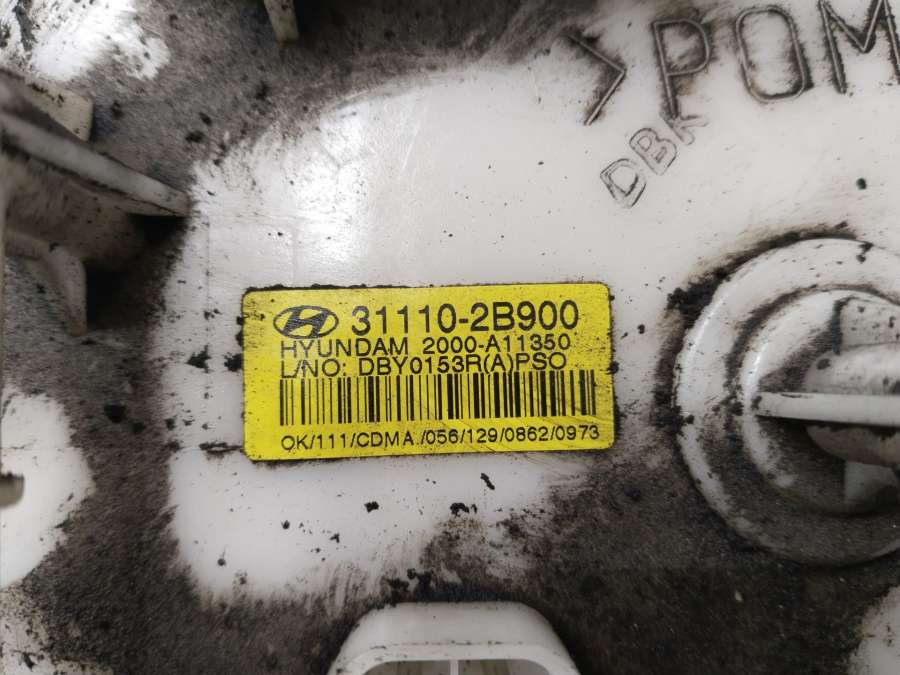 >POM
DBK
31110-2B900
HYUNDAM 2000-A11350
L/NO: DBY0153R(A)PSO
OK/111/CDMA./056/129/0862/0973